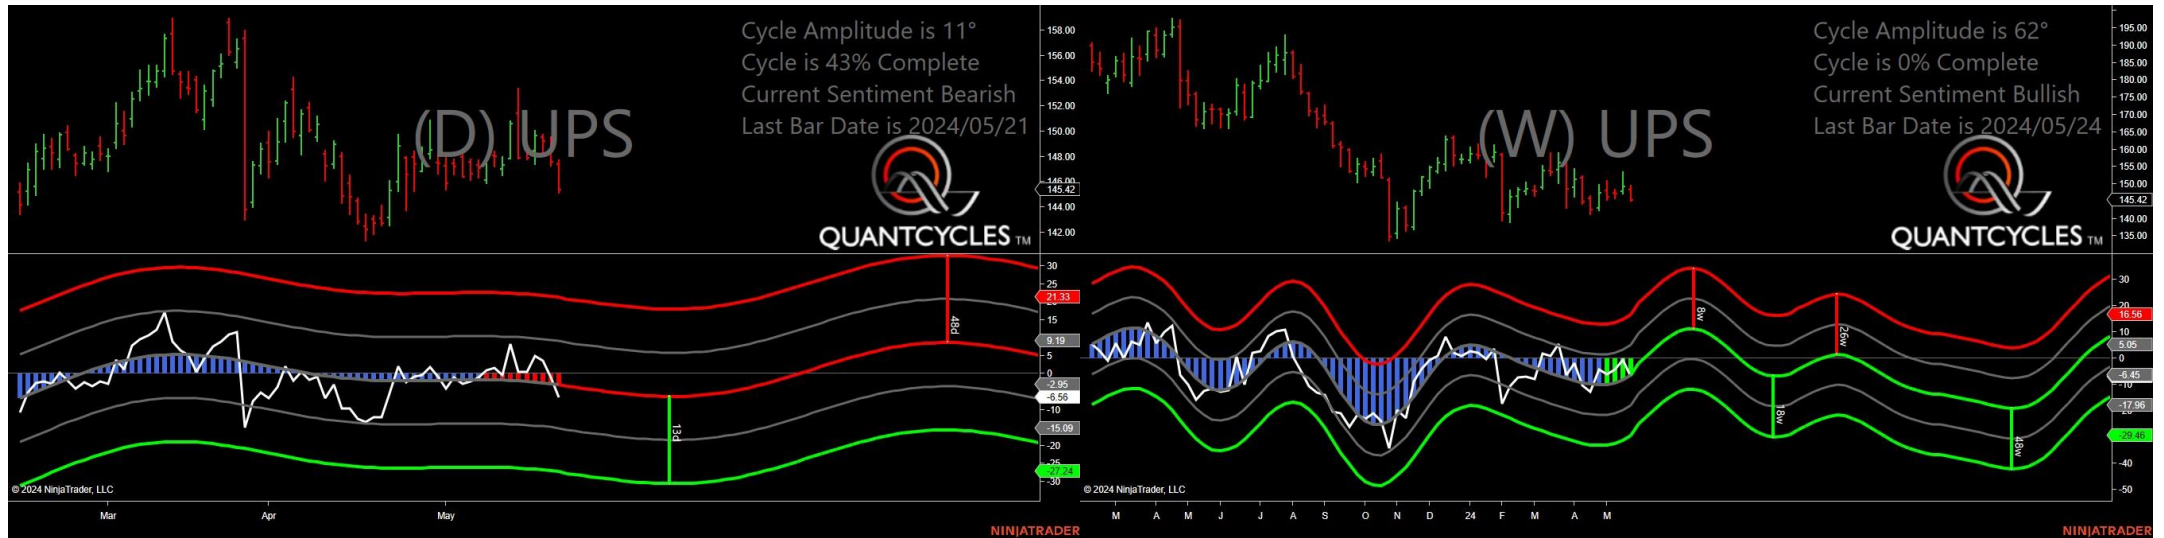 Cycle Amplitude is 11°
Cycle is 43% Complete
Current Sentiment Bearish
Last Bar Date is 2024/05/21
(D) UPS
QUANTCYCLES TM
158.00
156.00
154.00
152.00
150.00
148.00
146.00
145.42
144.00
142.00
30
25
21.33
15
9.19
5
0
-2.95
-6.56
-10
-15.09
-20
-25
-27.24
-30
48d
13d
© 2024 NinjaTrader, LLC
Mar Apr May
NINJATRADER
Cycle Amplitude is 62°
Cycle is 0% Complete
Current Sentiment Bullish
Last Bar Date is 2024/05/24
(W) UPS
QUANTCYCLES TM
195.00
190.00
185.00
180.00
175.00
170.00
165.00
160.00
155.00
150.00
145.42
140.00
135.00
30
20
16.56
10
5.05
0
-6.45
-10
-17.96
-29.46
-40
-50
8w
26w
18w
48w
© 2024 NinjaTrader, LLC
M A M J J A S O N D 24 F M A M
NINJATRADER